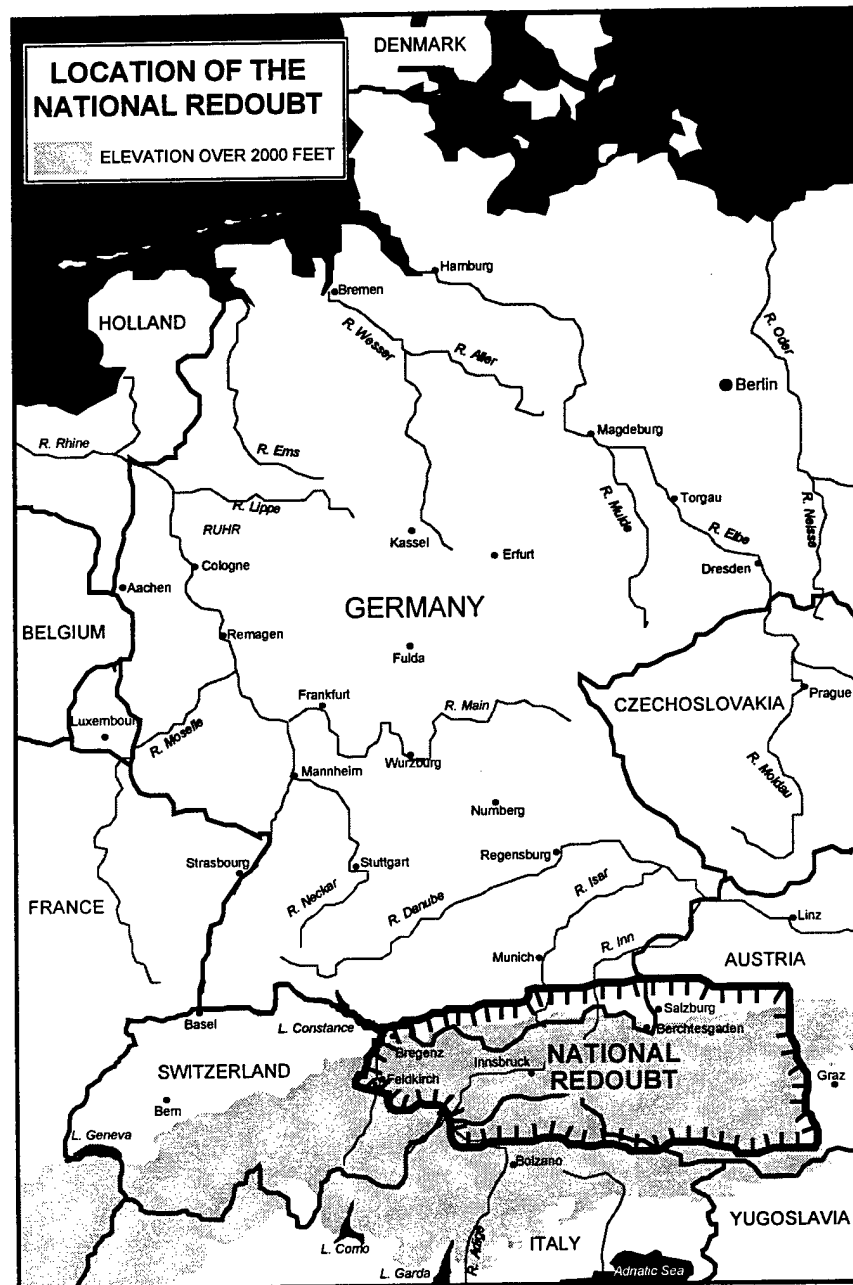 DENMARK
LOCATION OF THE
NATIONAL REDOUBT
ELEVATION OVER 2000 FEET
Hamburg
Bremen
HOLLAND
R. Wesser
R. Aller
R. Oder
Berlin
Magdeburg
R. Rhine
R. Ems
R. Lippe
R. Mulde
Torgau
R. Neisse
RUHR
Kassel
R. Elbe
Erfurt
Cologne
Dresden
Aachen
GERMANY
BELGIUM
Remagen
Fulda
Frankfurt
R. Main
CZECHOSLOVAKIA
Prague
Luxembour
R. Moselle
Wurzburg
Mannheim
R. Moldau
Nurnberg
Regensburg
Strasbourg
Stuttgart
R. Neckar
R. Isar
FRANCE
R. Danube
Linz
R. Inn
Munich
AUSTRIA
Basel
L. Constance
Salzburg
Berchtesgaden
Bregenz
NATIONAL
REDOUBT
Innsbruck
SWITZERLAND
Feldkirch
Graz
Bern
L. Geneva
Bolzano
YUGOSLAVIA
L. Como
R. Adige
ITALY
L. Garda
Adriatic Sea